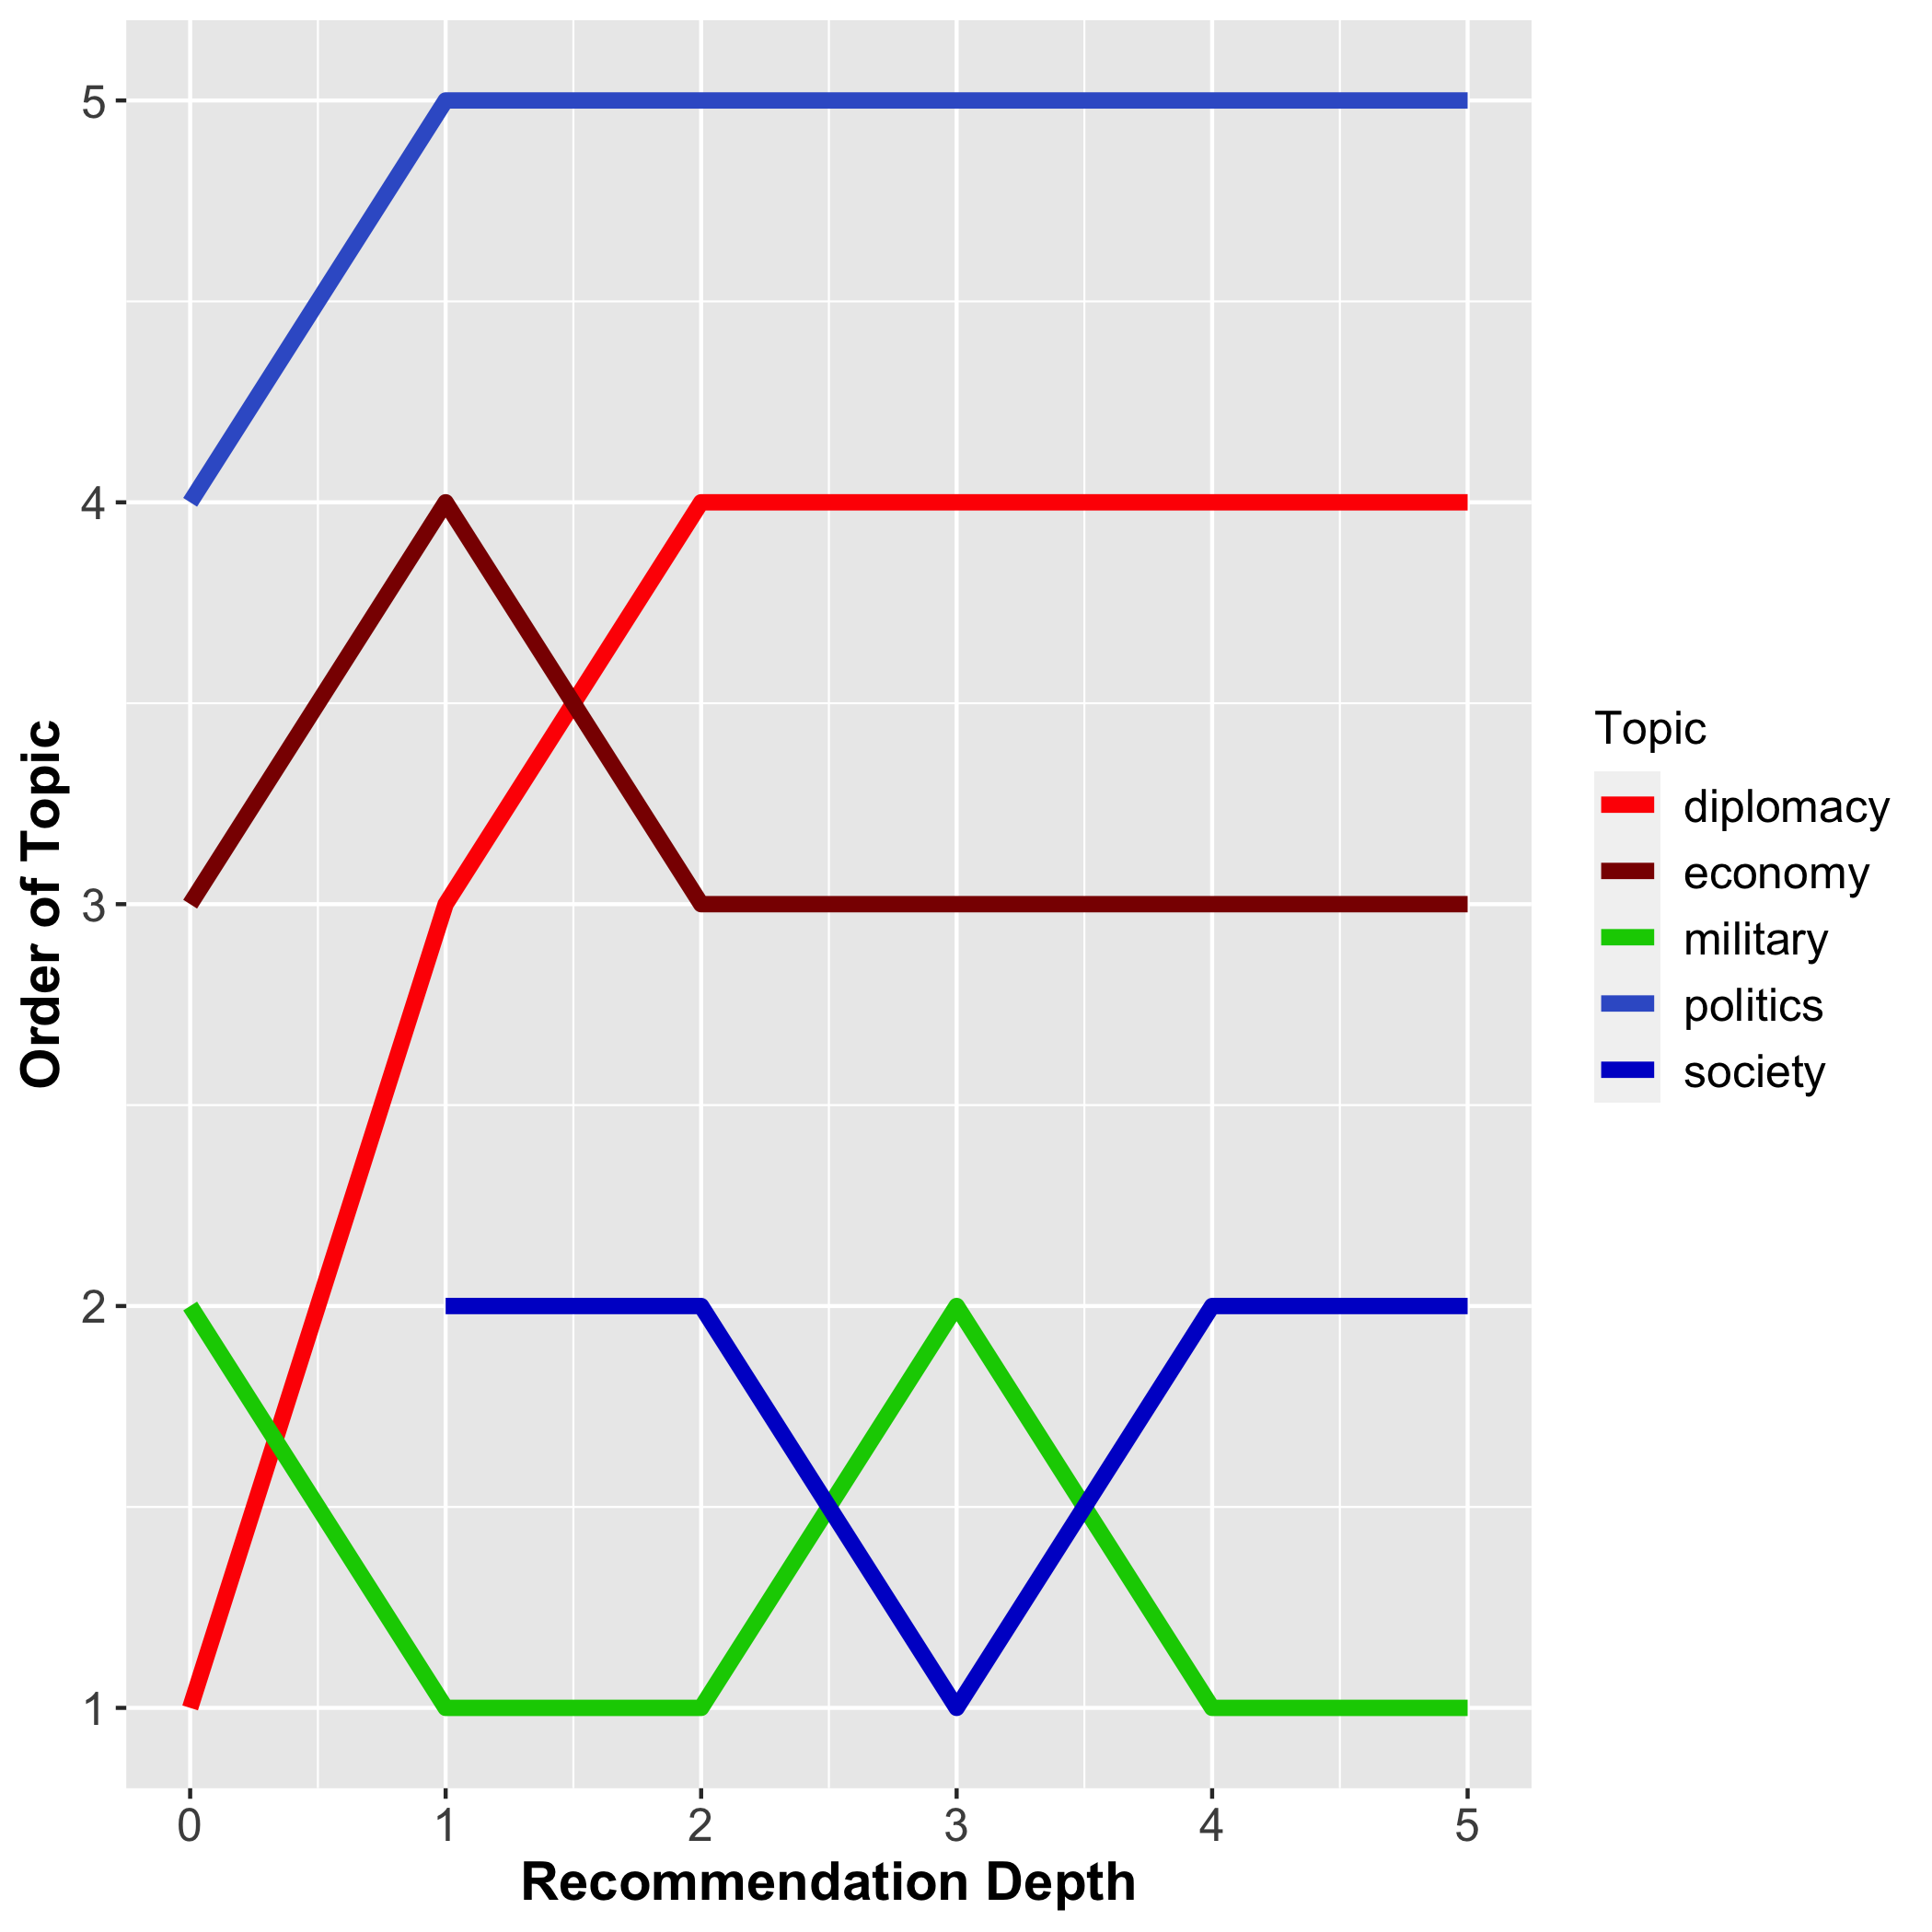 5
4
3
2
1
Order of Topic
0 1 2 3 4 5
Recommendation Depth
Topic
diplomacy
economy
military
politics
society